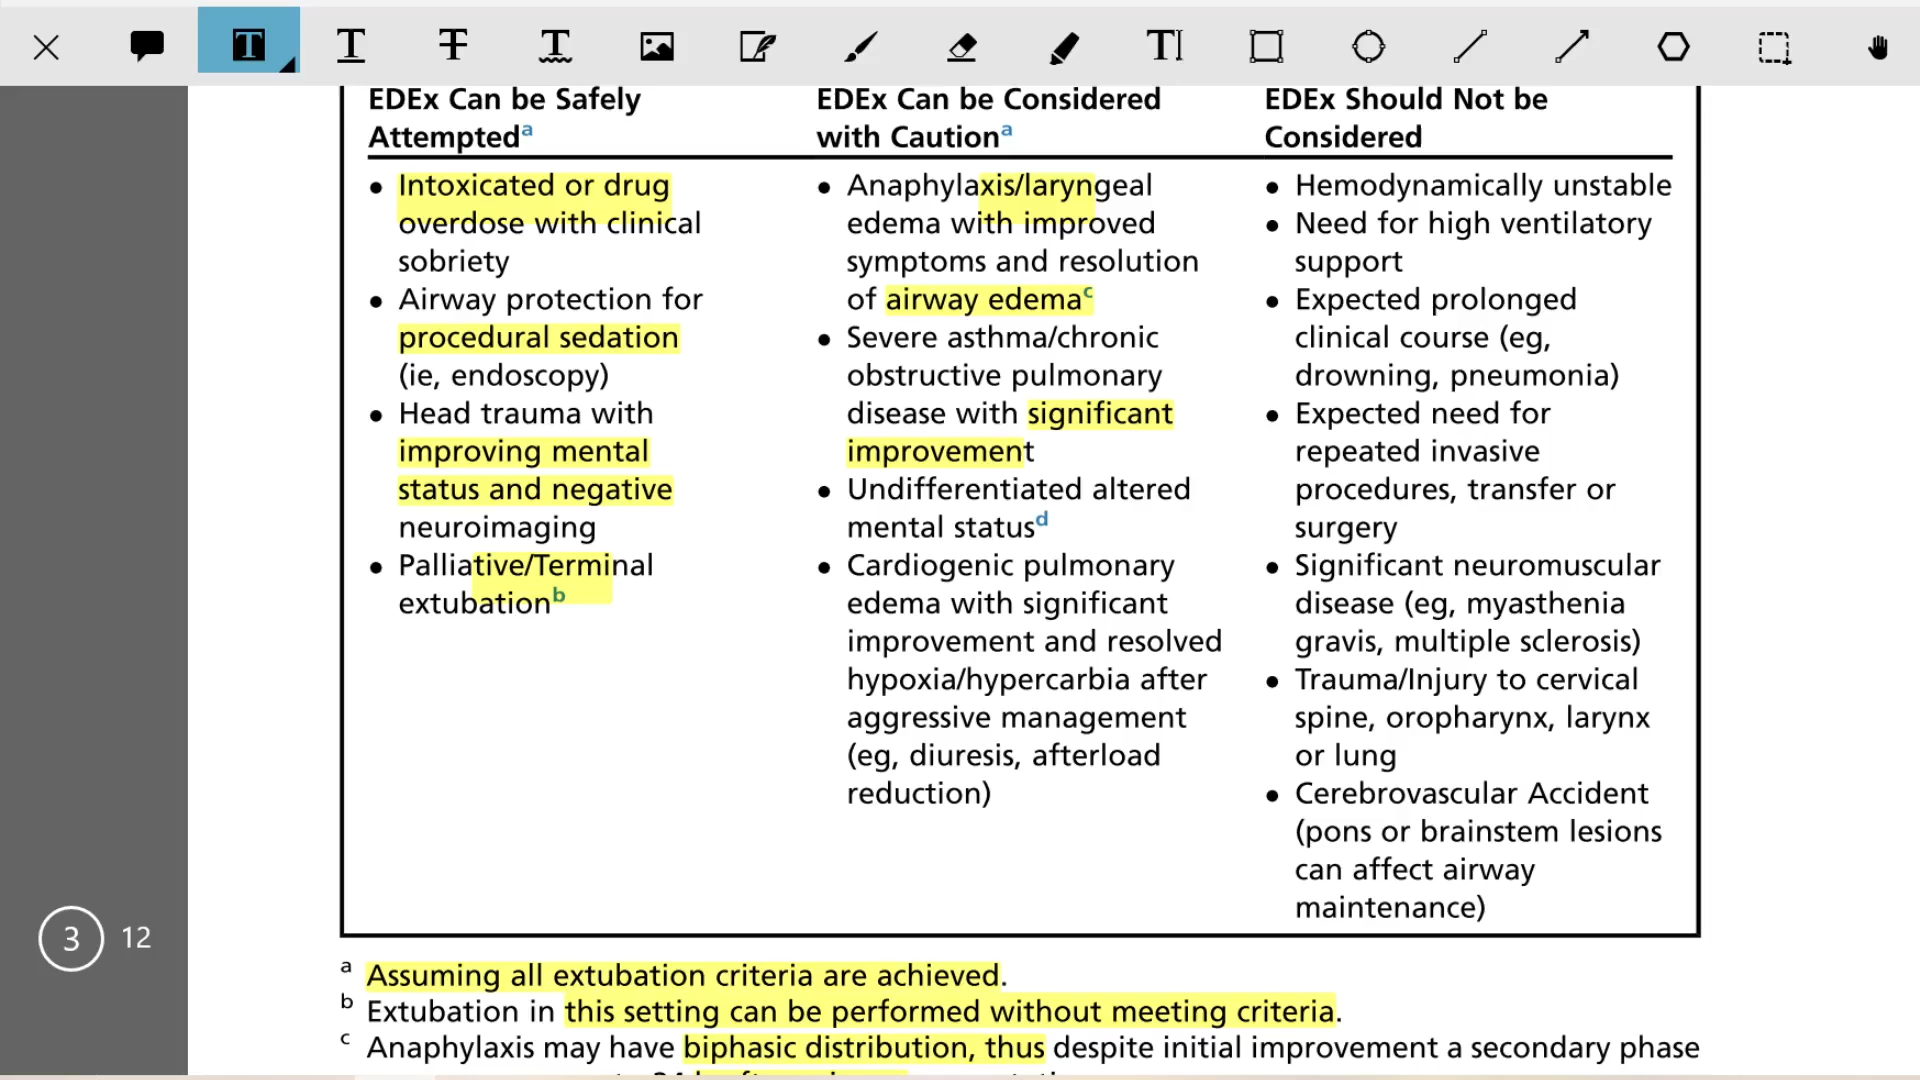 EDEx Can be Safely
Attempted^a
• Intoxicated or drug
overdose with clinical
sobriety
• Airway protection for
procedural sedation
(ie, endoscopy)
• Head trauma with
improving mental
status and negative
neuroimaging
• Palliative/Terminal
extubation^b
EDEx Can be Considered
with Caution^a
• Anaphylaxis/laryngeal
edema with improved
symptoms and resolution
of airway edema^c
• Severe asthma/chronic
obstructive pulmonary
disease with significant
improvement
• Undifferentiated altered
mental status^d
• Cardiogenic pulmonary
edema with significant
improvement and resolved
hypoxia/hypercarbia after
aggressive management
(eg, diuresis, afterload
reduction)
EDEx Should Not be
Considered
• Hemodynamically unstable
• Need for high ventilatory
support
• Expected prolonged
clinical course (eg,
drowning, pneumonia)
• Expected need for
repeated invasive
procedures, transfer or
surgery
• Significant neuromuscular
disease (eg, myasthenia
gravis, multiple sclerosis)
• Trauma/Injury to cervical
spine, oropharynx, larynx
or lung
• Cerebrovascular Accident
(pons or brainstem lesions
can affect airway
maintenance)
3 12
a Assuming all extubation criteria are achieved.
b Extubation in this setting can be performed without meeting criteria.
c Anaphylaxis may have biphasic distribution, thus despite initial improvement a secondary phase